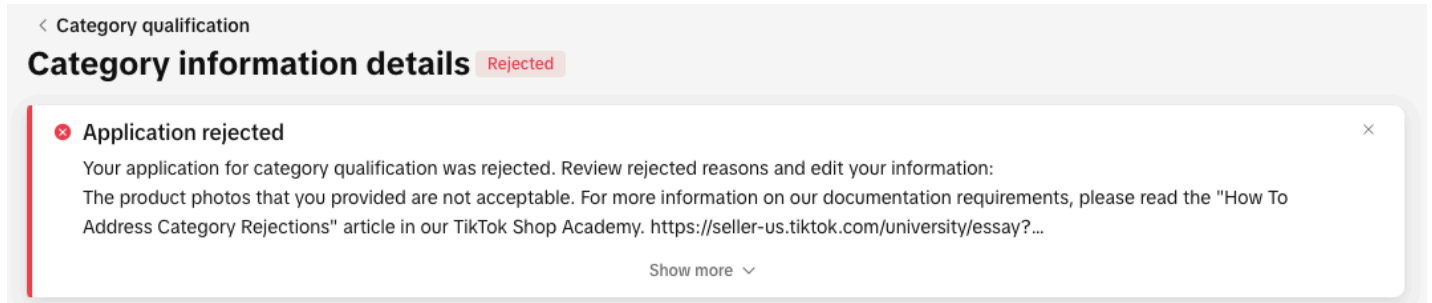 Category qualification
Category information details Rejected
Application rejected
Your application for category qualification was rejected. Review rejected reasons and edit your information:
The product photos that you provided are not acceptable. For more information on our documentation requirements, please read the "How To
Address Category Rejections" article in our TikTok Shop Academy. https://seller-us.tiktok.com/university/essay?...
Show more